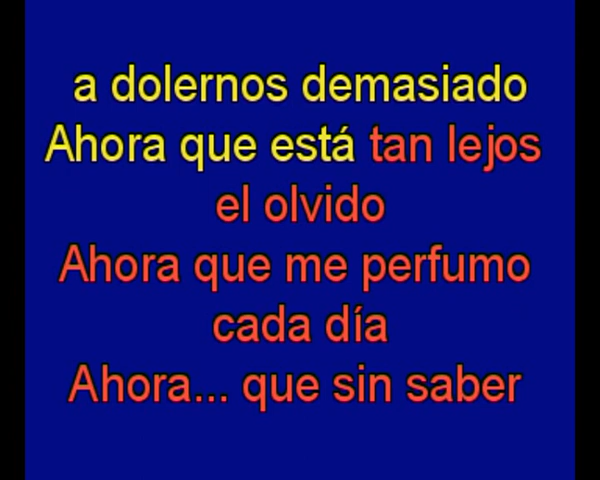 a dolernos demasiado
Ahora que está tan lejos
el olvido
Ahora que me perfumo
cada día
Ahora... que sin saber